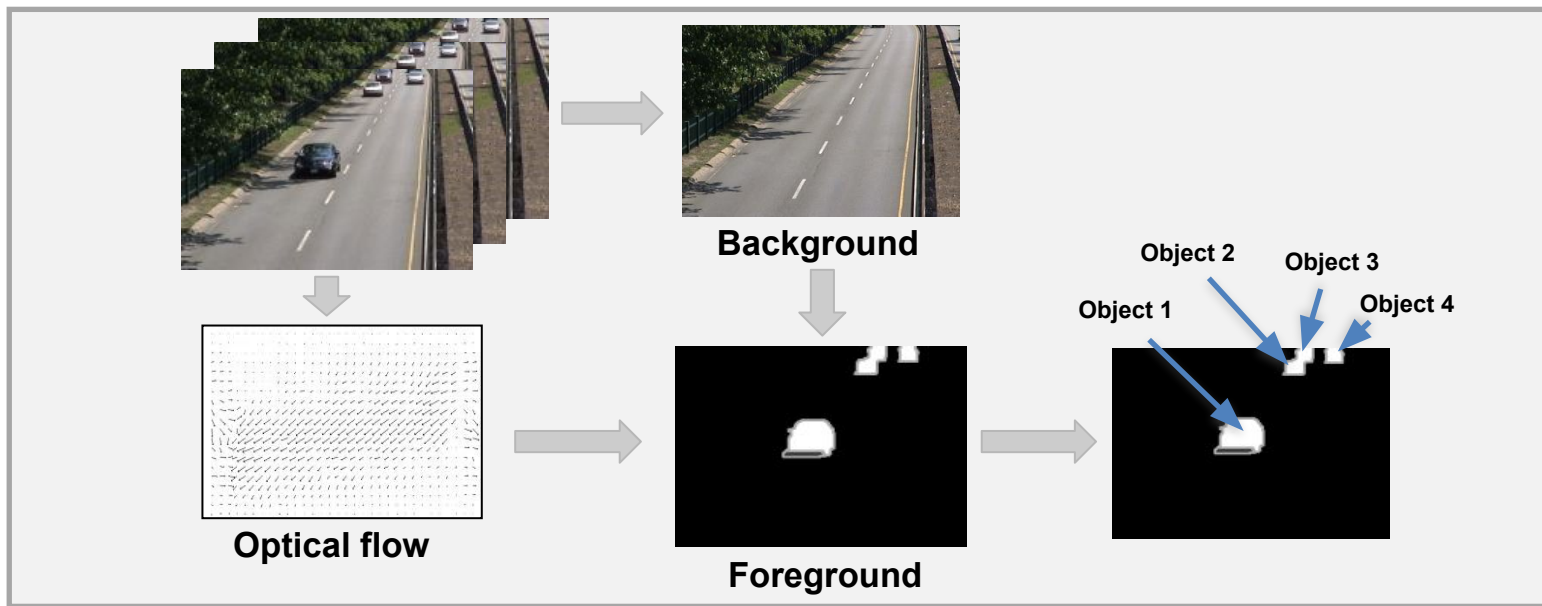 Background
Object 2
Object 3
Object 1
Object 4
Optical flow
Foreground